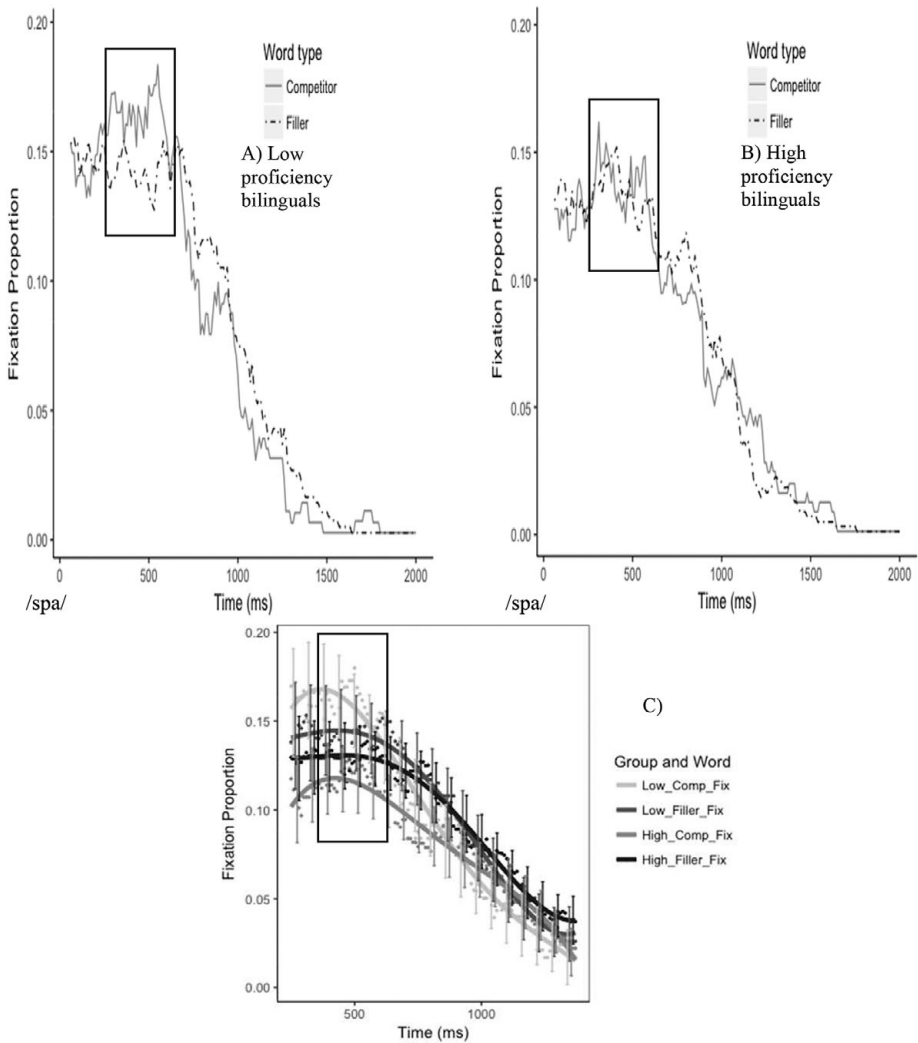 0.20
0.15
0.10
0.05
0.00
Fixation Proportion
Word type
Competitor
Filler
A) Low
proficiency
bilinguals
0
500
1000
1500
2000
/spa/
Time (ms)
0.20
0.15
0.10
0.05
0.00
Fixation Proportion
Word type
Competitor
Filler
B) High
proficiency
bilinguals
0
500
1000
1500
2000
/spa/
Time (ms)
0.20
0.15
0.10
0.05
0.00
Fixation Proportion
500
1000
Time (ms)
C)
Group and Word
Low_Comp_Fix
Low_Filler_Fix
High_Comp_Fix
High_Filler_Fix